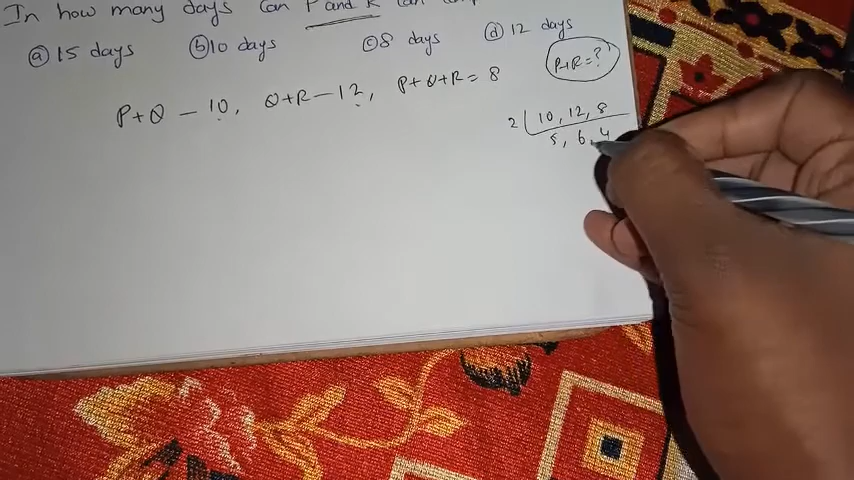 In how many days can P and R can
ⓐ 15 days ⓑ 10 days ⓒ 8 days ⓓ 12 days
P+R=?
P+Q - 10, Q+R - 12, P+Q+R = 8
2 | 10, 12, 8
5, 6, 4